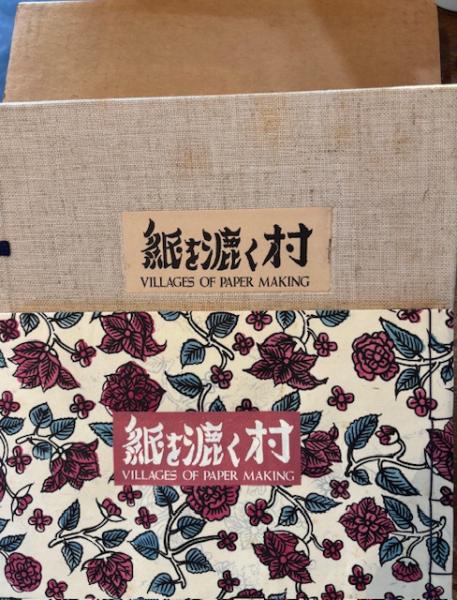 紙を漉く村
VILLAGES OF PAPER MAKING
紙を漉く村
VILLAGES OF PAPER MAKING